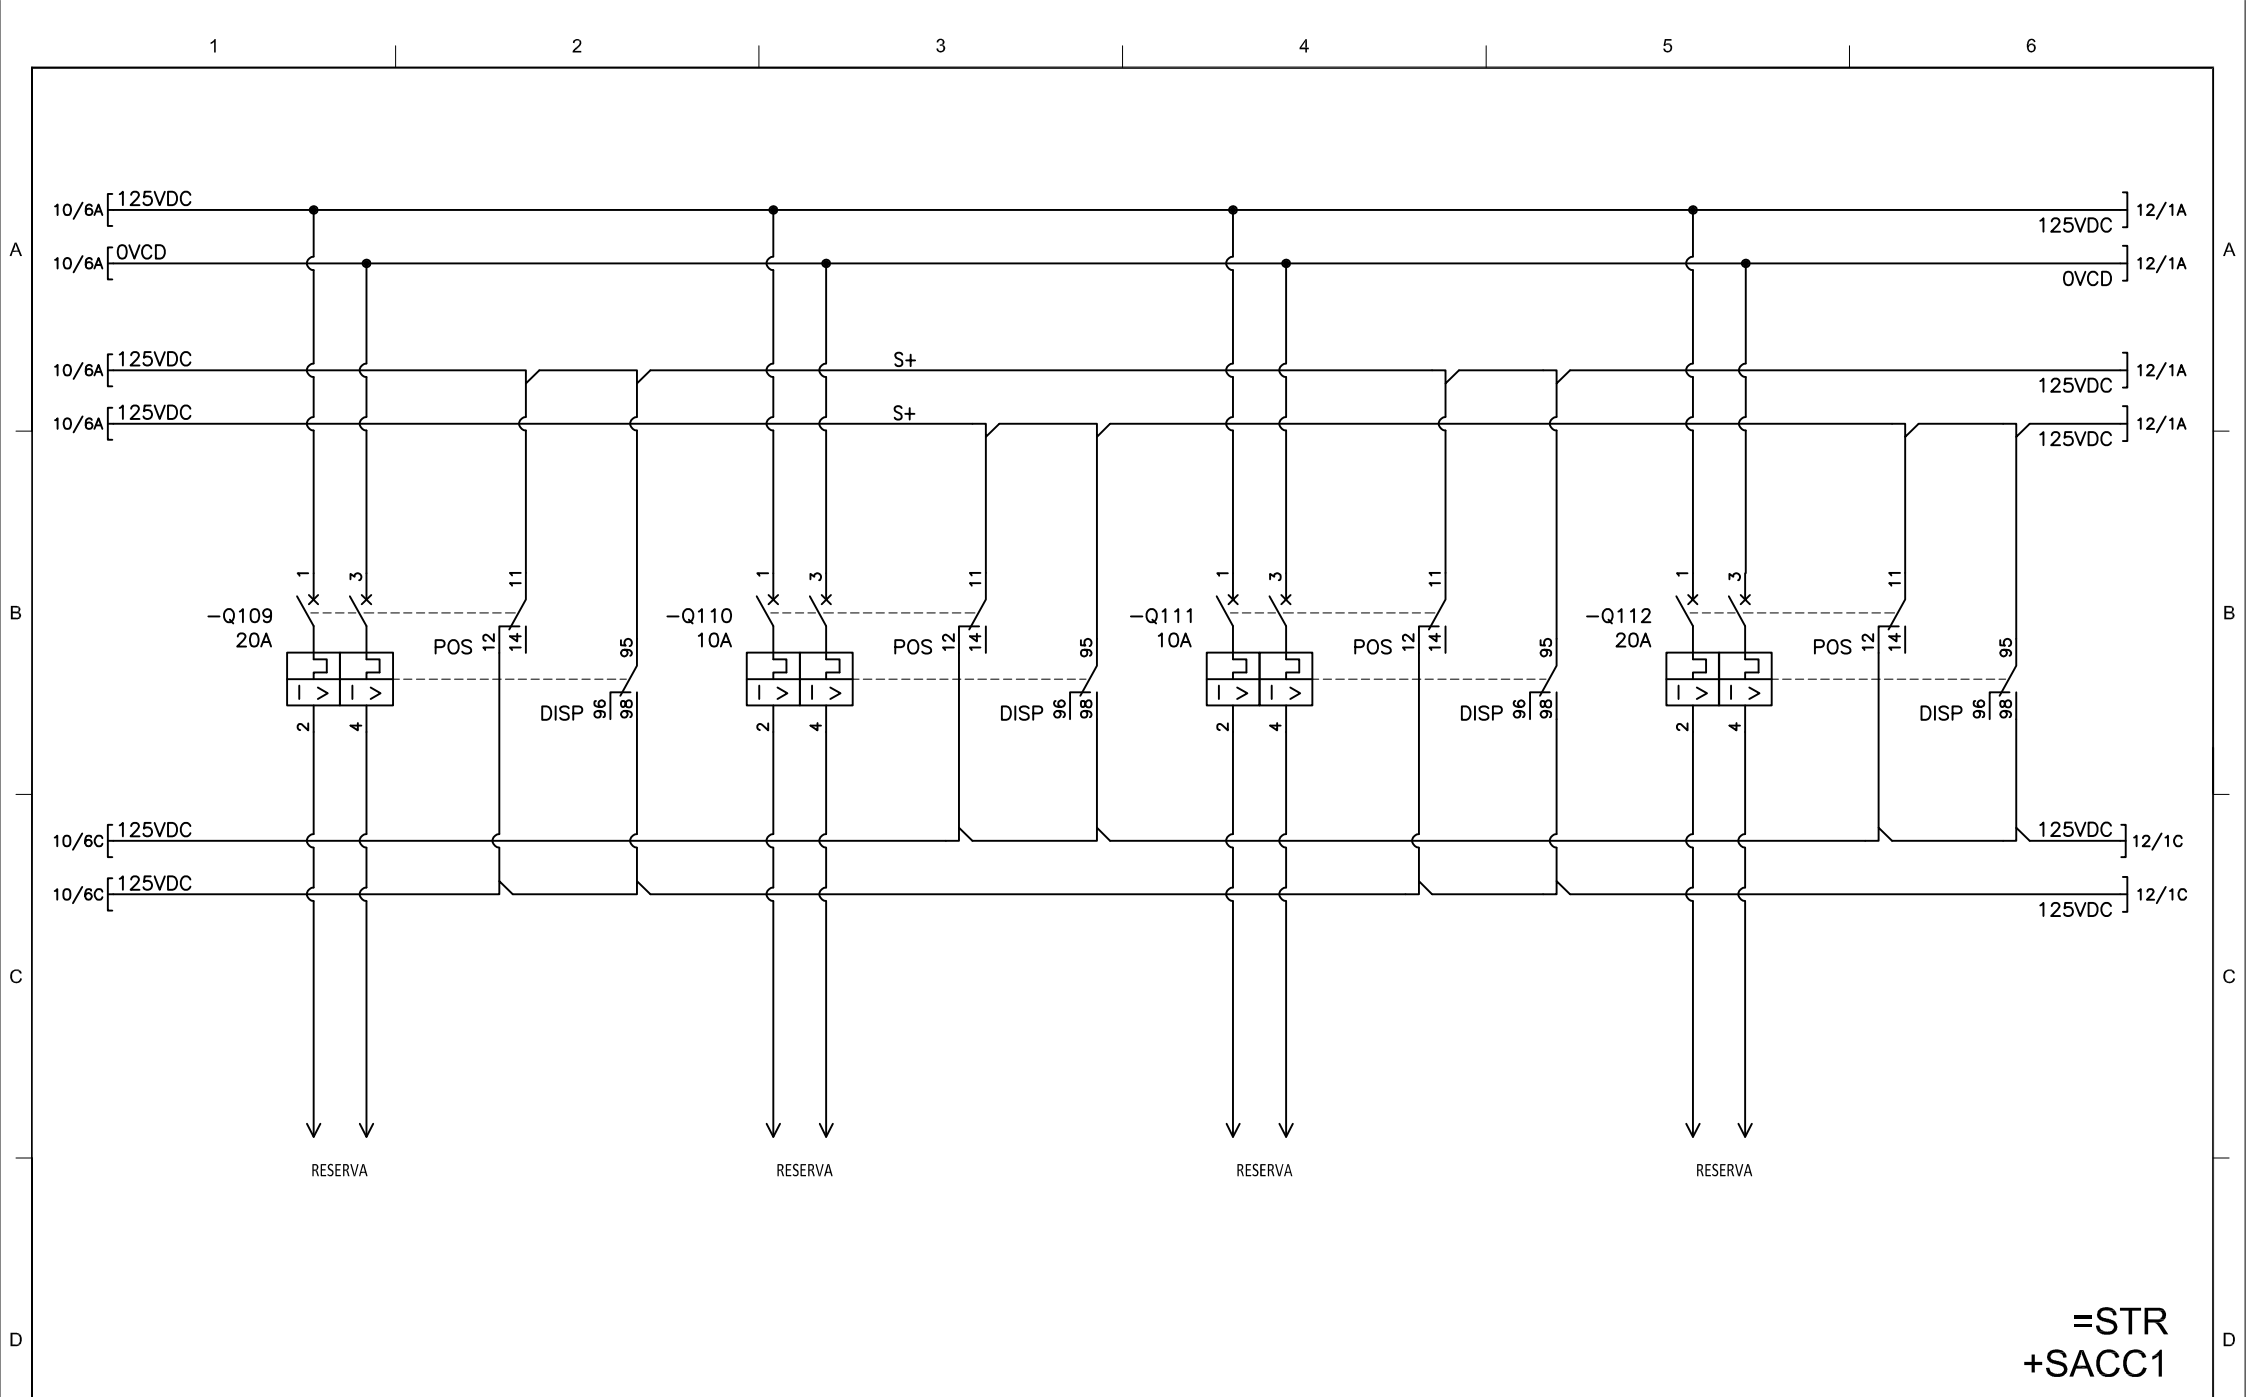 1 2 3 4 5 6
10/6A 125VDC 125VDC 12/1A
A 10/6A 0VCD 0VCD 12/1A A
10/6A 125VDC S+ 125VDC 12/1A
10/6A 125VDC S+ 125VDC 12/1A
1 3 11 1 3 11 1 3 11 1 3 11
B -Q109 -Q110 -Q111 -Q112 B
20A 10A 10A 20A
POS 12 14 95 POS 12 14 95 POS 12 14 95 POS 12 14 95
I > I > I > I > I > I > I > I >
DISP 96 98 DISP 96 98 DISP 96 98 DISP 96 98
2 4 2 4 2 4 2 4
10/6C 125VDC 125VDC 12/1C
10/6C 125VDC 125VDC 12/1C
C C
RESERVA RESERVA RESERVA RESERVA
=STR
D D
+SACC1